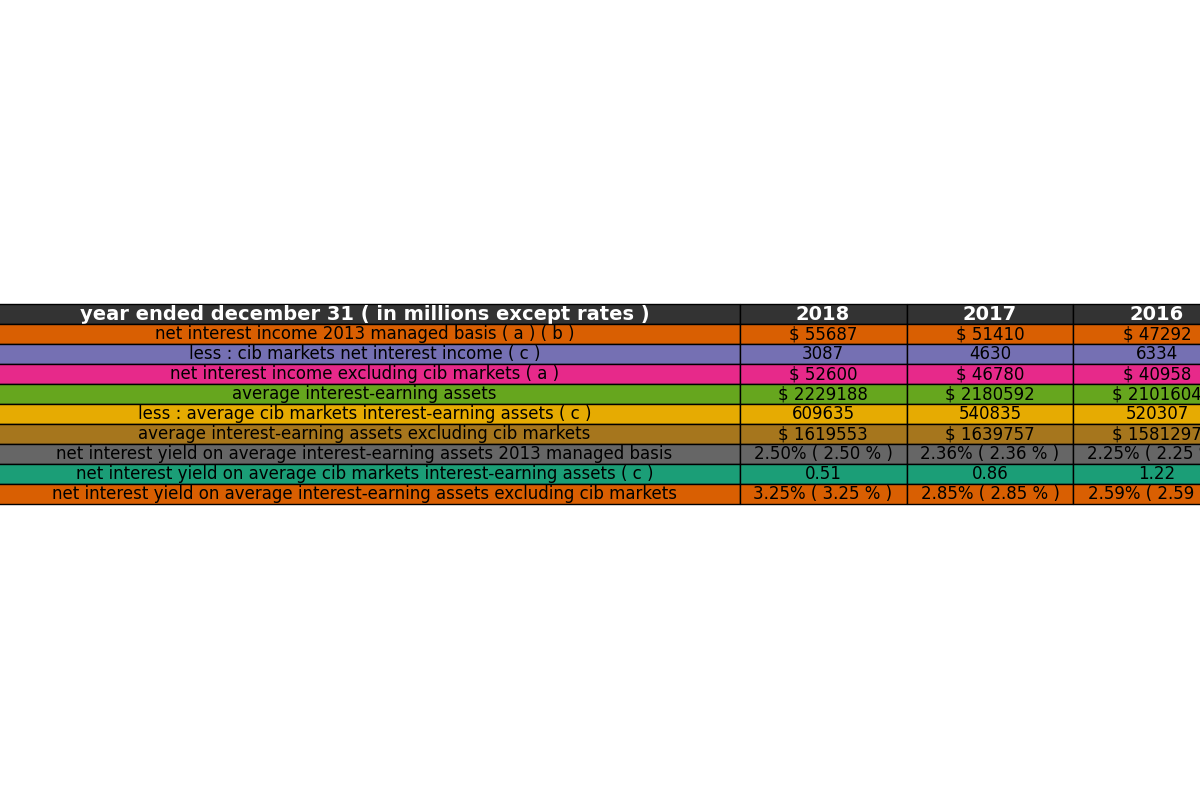 year ended december 31 ( in millions except rates ) 2018 2017 2016
net interest income 2013 managed basis ( a ) ( b ) $ 55687 $ 51410 $ 47292
less : cib markets net interest income ( c ) 3087 4630 6334
net interest income excluding cib markets ( a ) $ 52600 $ 46780 $ 40958
average interest-earning assets $ 2229188 $ 2180592 $ 2101604
less : average cib markets interest-earning assets ( c ) 609635 540835 520307
average interest-earning assets excluding cib markets $ 1619553 $ 1639757 $ 1581297
net interest yield on average interest-earning assets 2013 managed basis 2.50% ( 2.50 % ) 2.36% ( 2.36 % ) 2.25% ( 2.25
net interest yield on average cib markets interest-earning assets ( c ) 0.51 0.86 1.22
net interest yield on average interest-earning assets excluding cib markets 3.25% ( 3.25 % ) 2.85% ( 2.85 % ) 2.59% ( 2.59